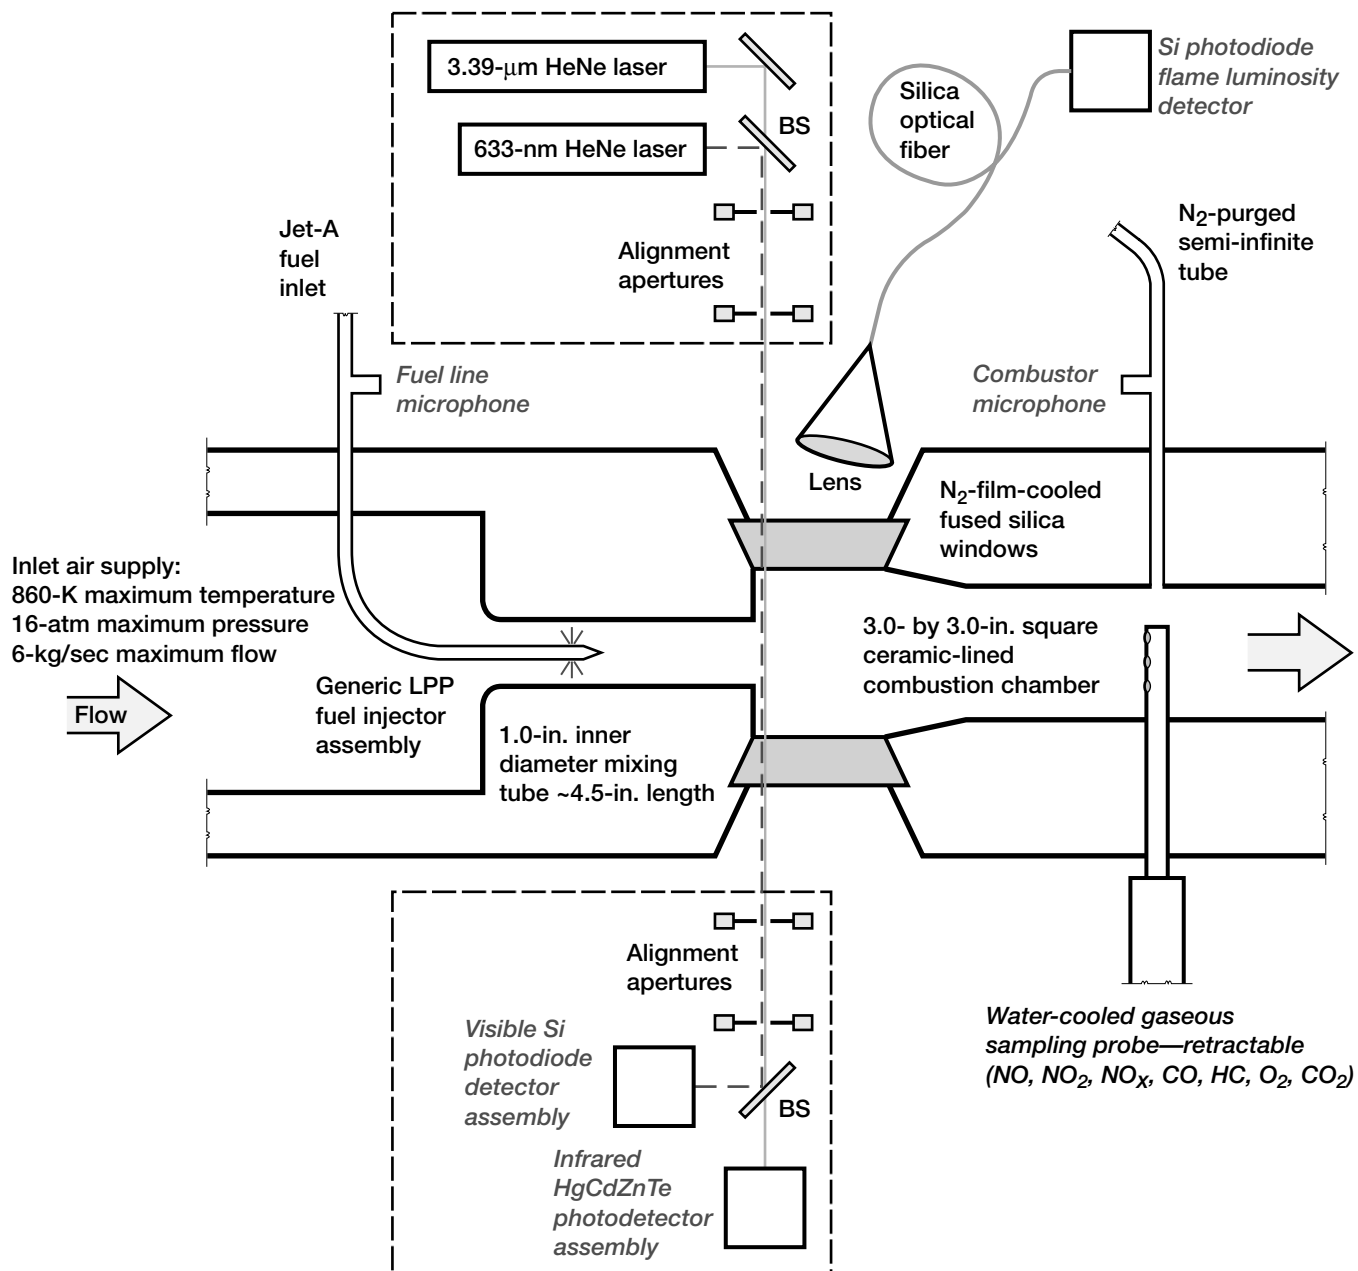 3.39-μm HeNe laser
BS
633-nm HeNe laser
Alignment
apertures
Silica
optical
fiber
Si photodiode
flame luminosity
detector
Jet-A
fuel
inlet
N2-purged
semi-infinite
tube
Fuel line
microphone
Combustor
microphone
Lens
N2-film-cooled
fused silica
windows
Inlet air supply:
860-K maximum temperature
16-atm maximum pressure
6-kg/sec maximum flow
Flow
Generic LPP
fuel injector
assembly
3.0- by 3.0-in. square
ceramic-lined
combustion chamber
1.0-in. inner
diameter mixing
tube ~4.5-in. length
Alignment
apertures
Visible Si
photodiode
detector
assembly
BS
Infrared
HgCdZnTe
photodetector
assembly
Water-cooled gaseous
sampling probe—retractable
(NO, NO2, NOX, CO, HC, O2, CO2)